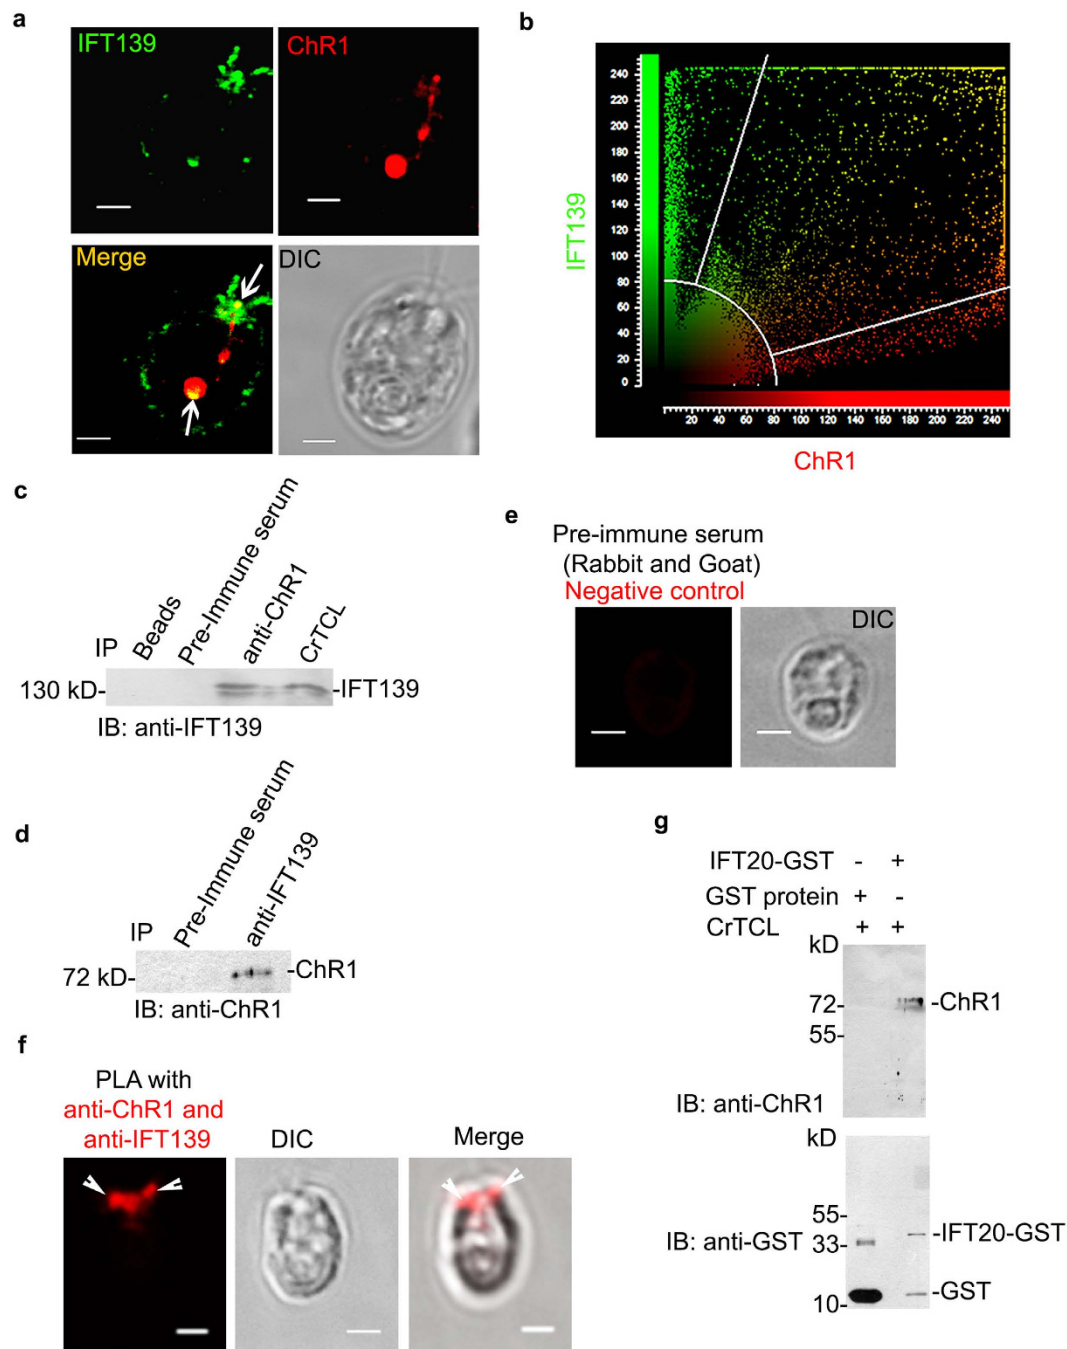 a
IFT139
ChR1
Merge
DIC
b
240
220
200
180
160
140
120
100
80
60
40
20
0
IFT139
20 40 60 80 100 120 140 160 180 200 220 240
ChR1
c
IP Beads Pre-Immune serum anti-ChR1 CrTCL
130 kD- -IFT139
IB: anti-IFT139
d
IP Pre-Immune serum anti-IFT139
72 kD- -ChR1
IB: anti-ChR1
e
Pre-immune serum
(Rabbit and Goat)
Negative control
DIC
f
PLA with
anti-ChR1 and
anti-IFT139
DIC
Merge
g
IFT20-GST - +
GST protein + -
CrTCL + +
kD
72- -ChR1
55-
IB: anti-ChR1
kD
55-
IB: anti-GST 33- -IFT20-GST
10- -GST